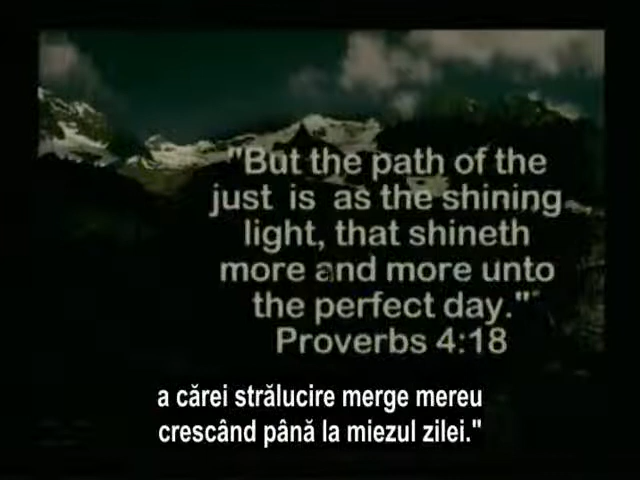 "But the path of the
just is as the shining
light, that shineth
more and more unto
the perfect day."
Proverbs 4:18
a cărei strălucire merge mereu
crescând până la miezul zilei."